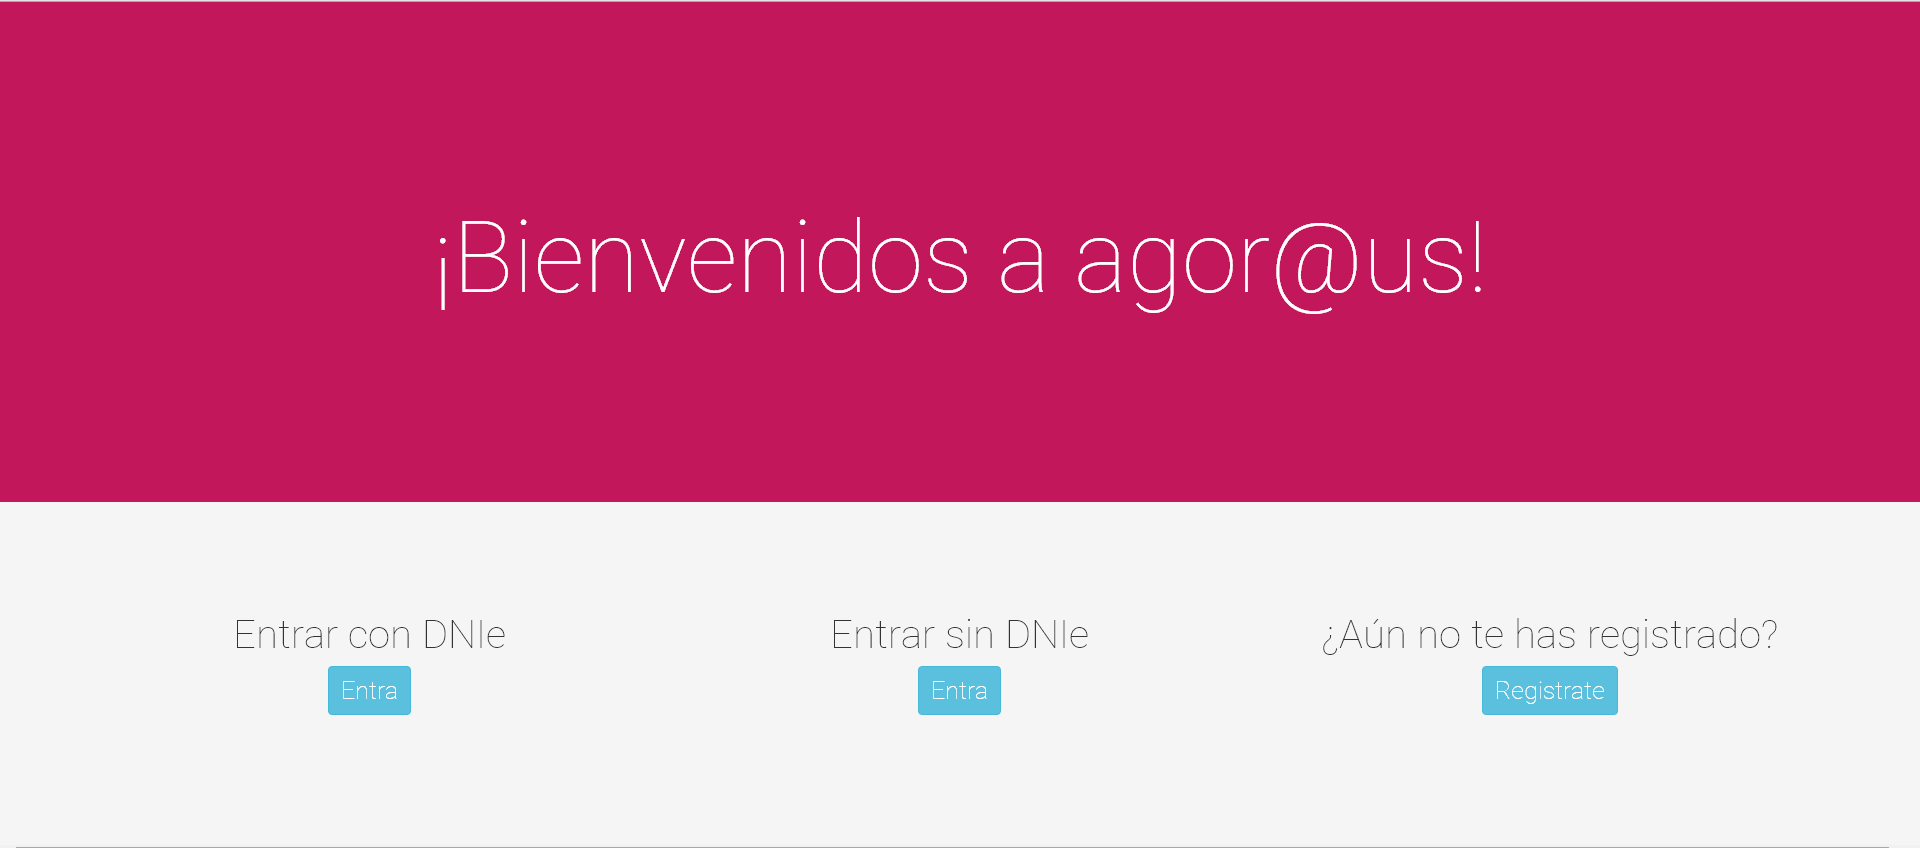 ¡Bienvenidos a agor@us!
Entrar con DNIe
Entra
Entrar sin DNIe
Entra
¿Aún no te has registrado?
Registrate